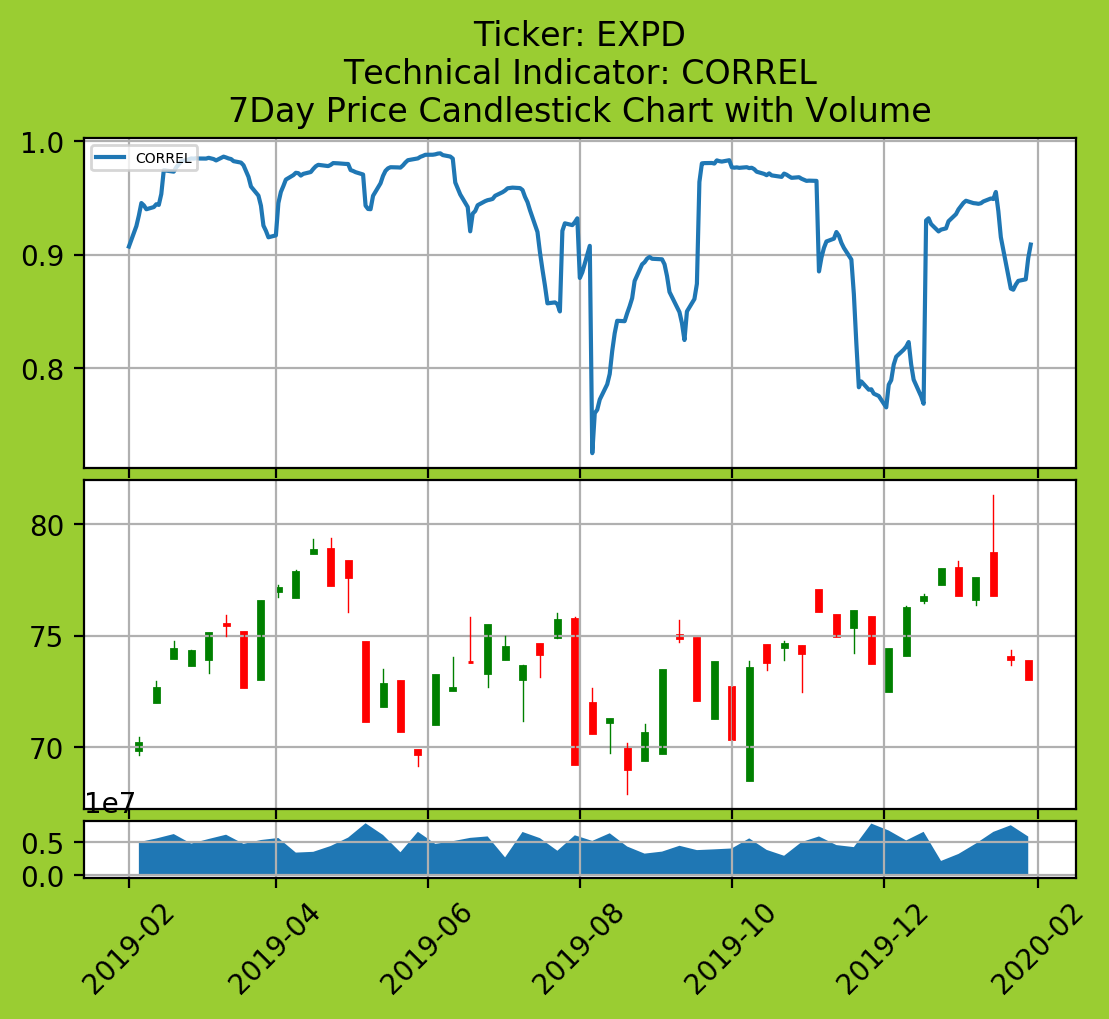 Ticker: EXPD
Technical Indicator: CORREL
7Day Price Candlestick Chart with Volume
1.0
CORREL
0.9
0.8
80
75
70
1e7
0.5
0.0
2019-02 2019-04 2019-06 2019-08 2019-10 2019-12 2020-02